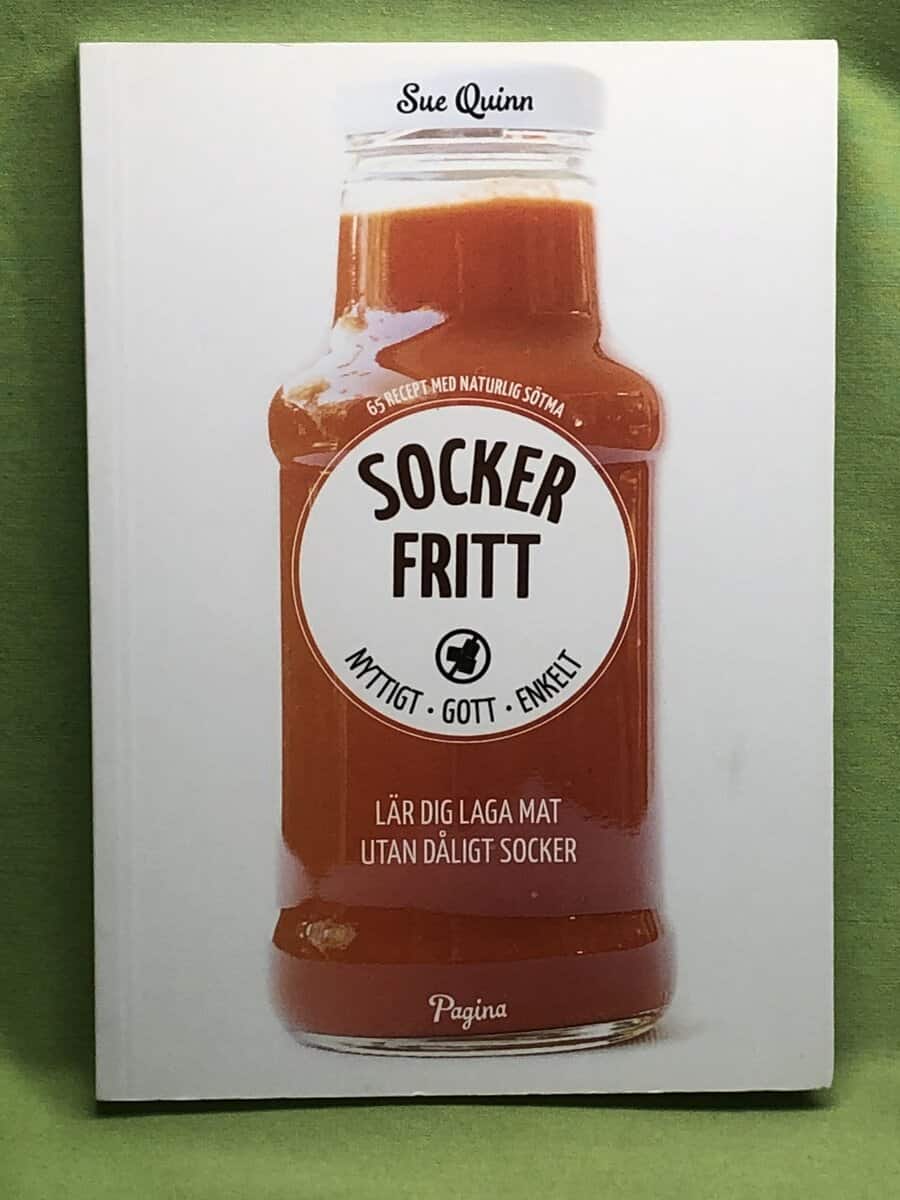 Sue Quinn
65 RECEPT MED NATURLIG SÖTMA
SOCKER
FRITT
NYTTIGT · GOTT · ENKELT
LÄR DIG LAGA MAT
UTAN DÅLIGT SOCKER
Pagina